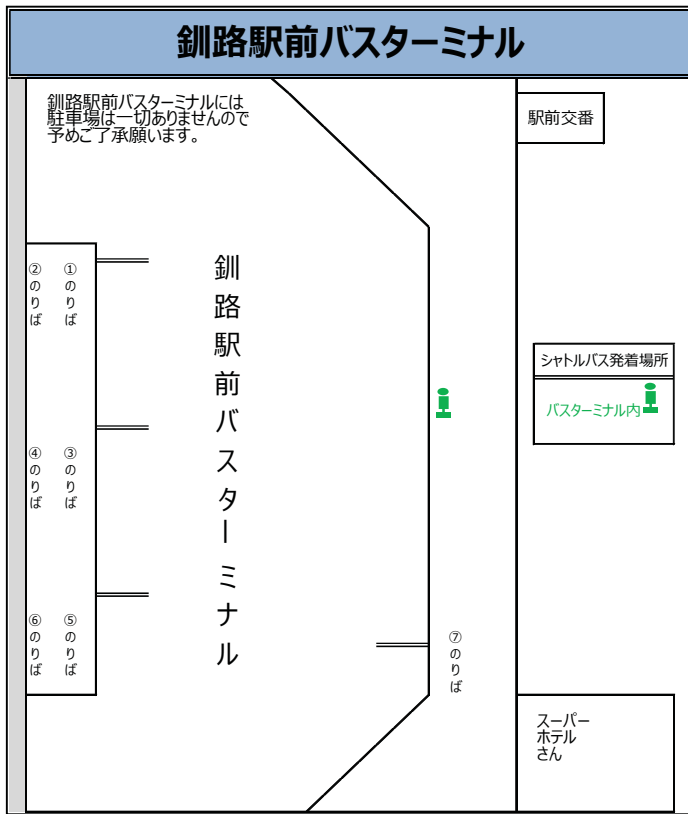 釧路駅前バスターミナル
釧路駅前バスターミナルには
駐車場は一切ありませんので
予めご了承願います。
駅前交番
①のりば
②のりば
釧路駅前バスターミナル
シャトルバス発着場所
バスターミナル内
③のりば
④のりば
⑤のりば
⑥のりば
⑦のりば
スーパー
ホテル
さん